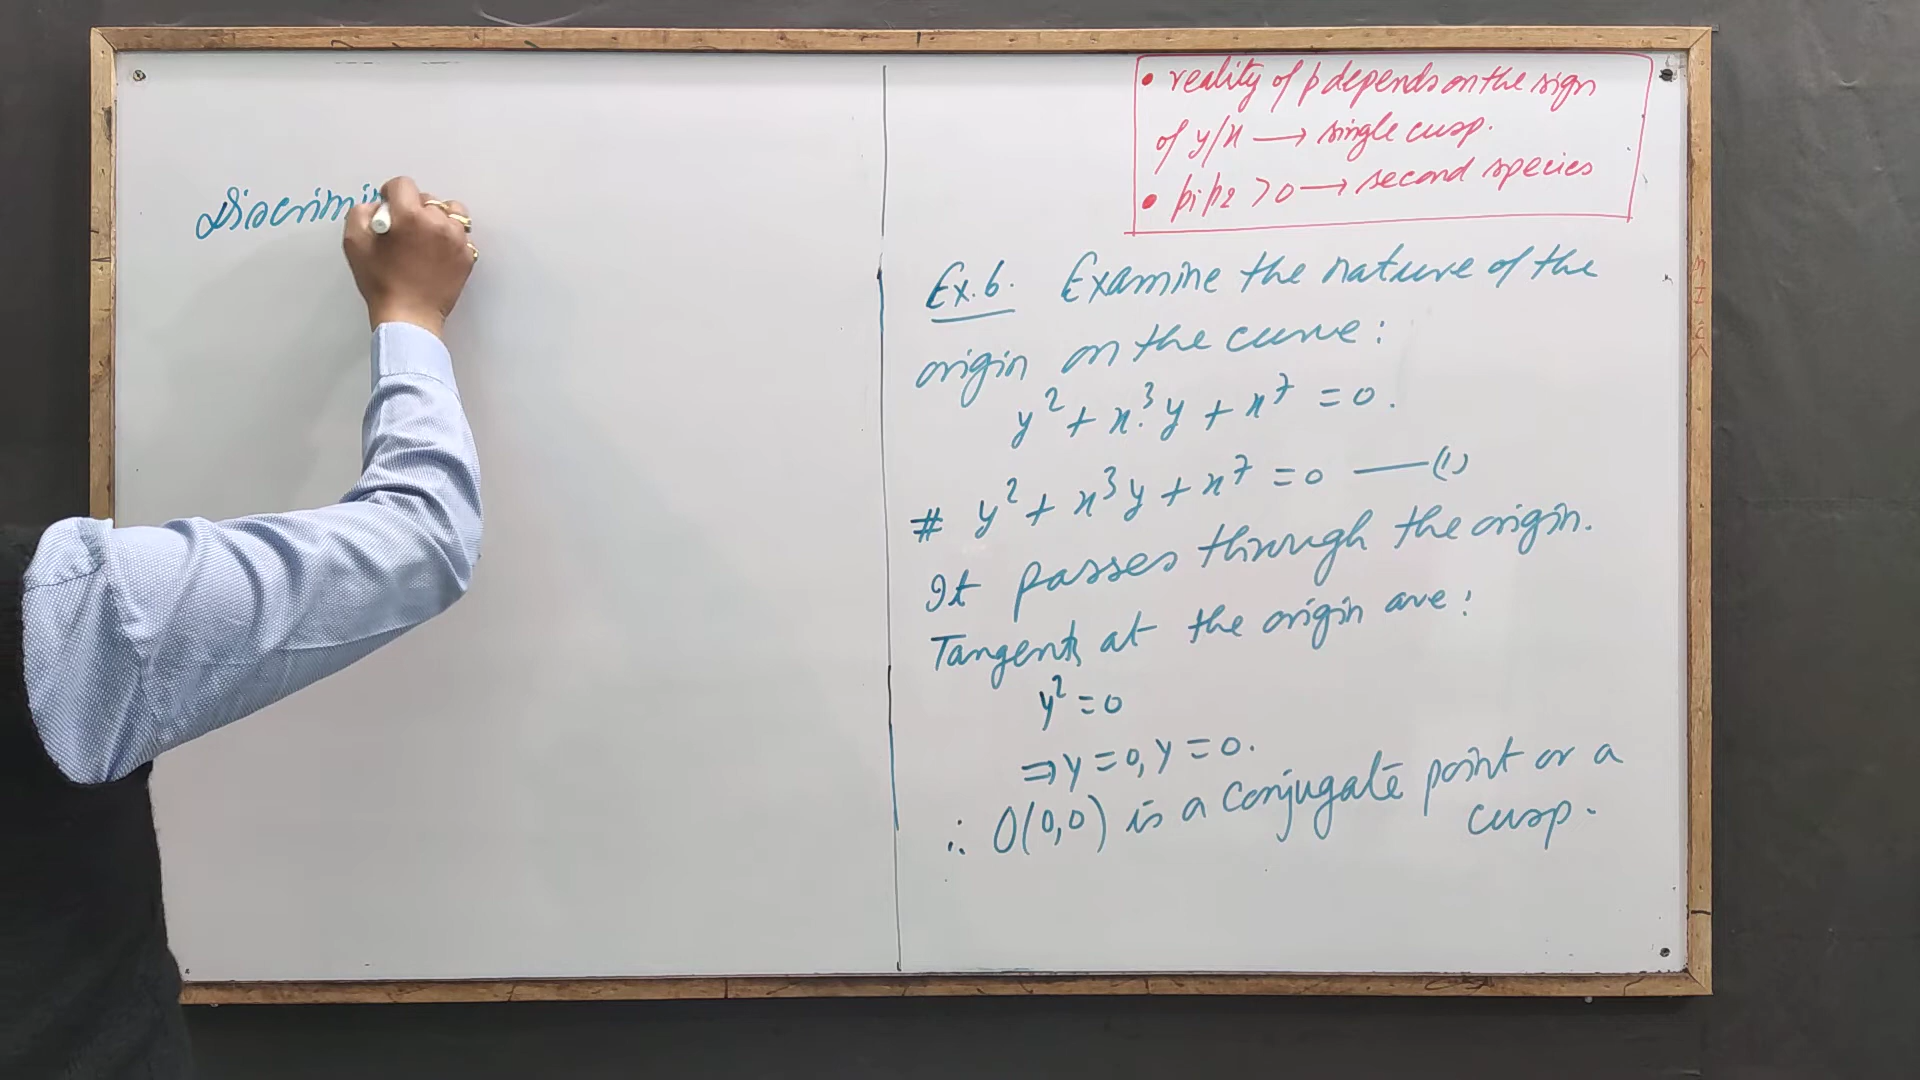 Discrimin
• reality of p depends on the sign
of y/x → single cusp.
• p₁p₂ > 0 → second species
Ex.6. Examine the nature of the
origin on the curve:
y² + x³y + x⁷ = 0.
# y² + x³y + x⁷ = 0 —(1)
It passes through the origin.
Tangents at the origin are:
y² = 0
⇒ y = 0, y = 0.
∴ O(0,0) is a conjugate point or a
cusp.